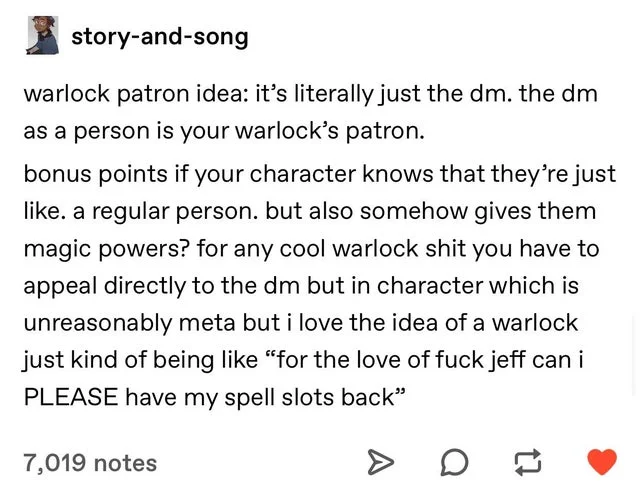 story-and-song
warlock patron idea: it’s literally just the dm. the dm
as a person is your warlock’s patron.
bonus points if your character knows that they’re just
like. a regular person. but also somehow gives them
magic powers? for any cool warlock shit you have to
appeal directly to the dm but in character which is
unreasonably meta but i love the idea of a warlock
just kind of being like “for the love of fuck jeff can i
PLEASE have my spell slots back”
7,019 notes